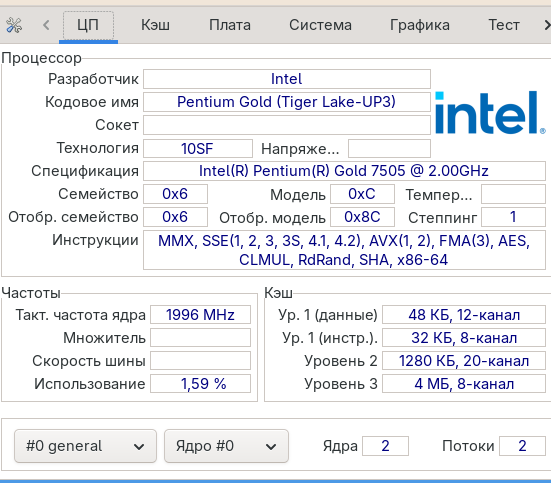 ЦП Кэш Плата Система Графика Тест
Процессор
Разработчик Intel
Кодовое имя Pentium Gold (Tiger Lake-UP3)
intel.
Сокет
Технология 10SF Напряже...
Спецификация Intel(R) Pentium(R) Gold 7505 @ 2.00GHz
Семейство 0x6 Модель 0xC Темпер...
Отобр. семейство 0x6 Отобр. модель 0x8C Степпинг 1
Инструкции MMX, SSE(1, 2, 3, 3S, 4.1, 4.2), AVX(1, 2), FMA(3), AES,
CLMUL, RdRand, SHA, x86-64
Частоты Кэш
Такт. частота ядра 1996 MHz Ур. 1 (данные) 48 КБ, 12-канал
Множитель Ур. 1 (инстр.). 32 КБ, 8-канал
Скорость шины Уровень 2 1280 КБ, 20-канал
Использование 1,59 % Уровень 3 4 МБ, 8-канал
#0 general Ядро #0 Ядра 2 Потоки 2